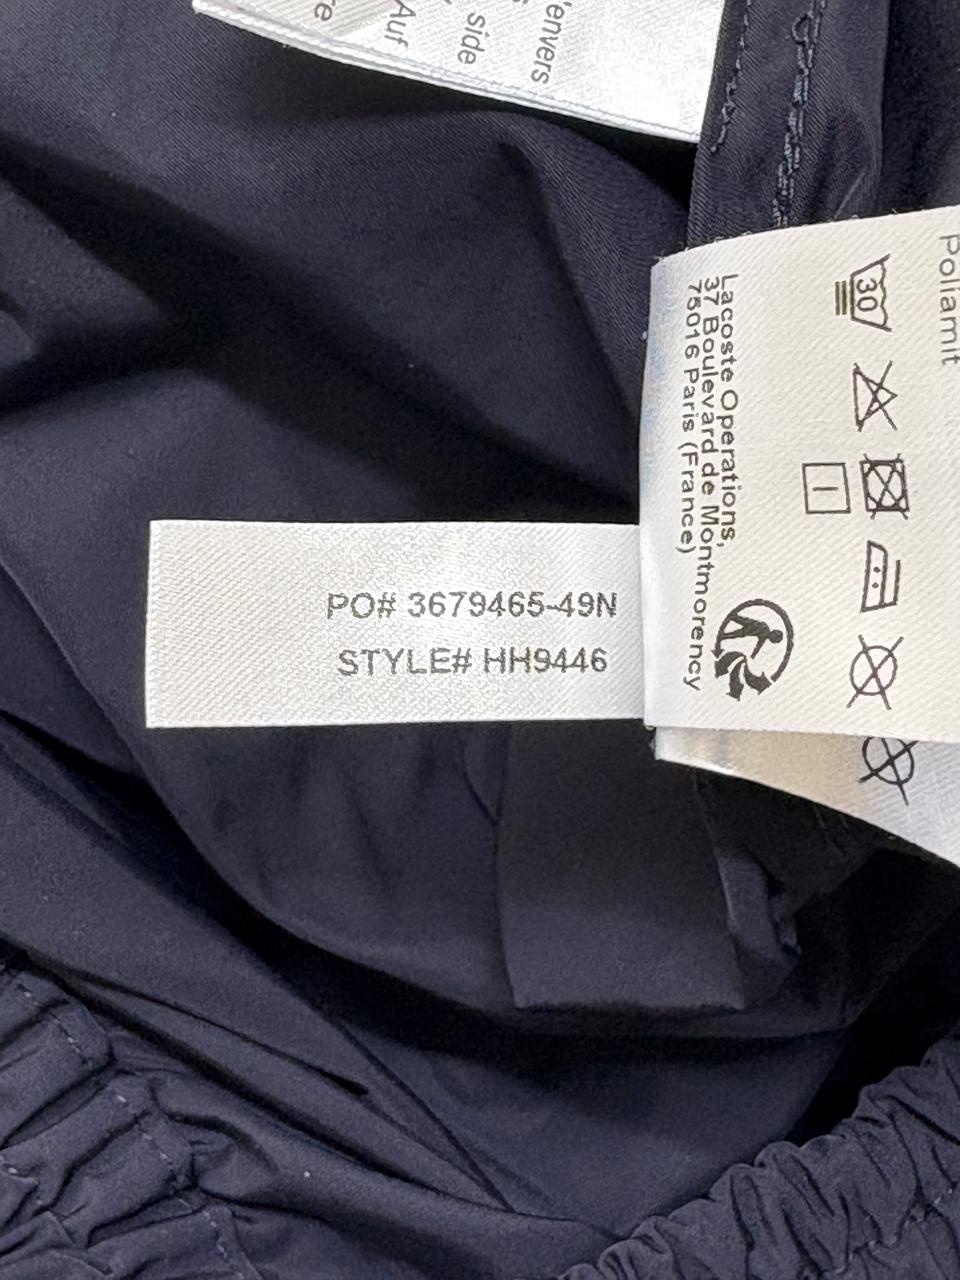 'envers
side
Auf
re
Poliamit
30
Lacoste Operations,
37 Boulevard de Montmorency
75016 Paris (France)
PO# 3679465-49N
STYLE# HH9446